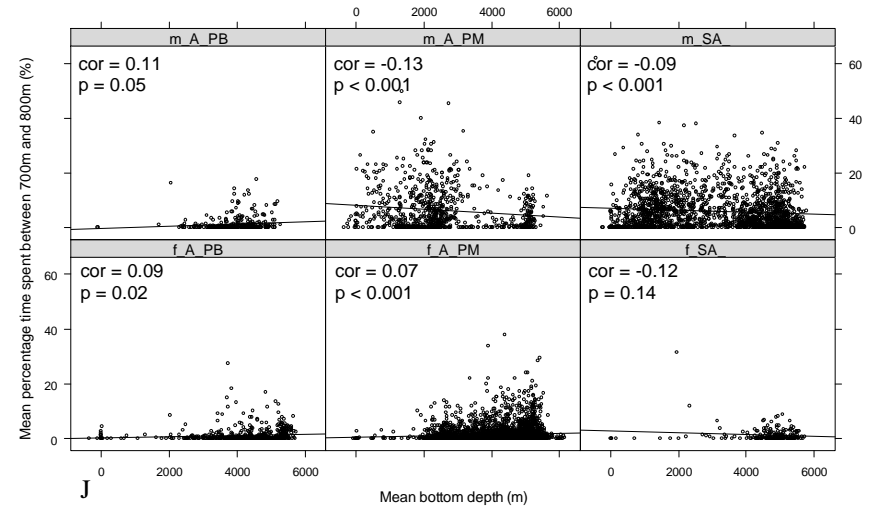 0 2000 4000 6000
m_A_PB m_A_PM m_SA_
cor = 0.11
p = 0.05
cor = -0.13
p < 0.001
cor = -0.09
p < 0.001
60
40
20
0
f_A_PB f_A_PM f_SA_
cor = 0.09
p = 0.02
cor = 0.07
p < 0.001
cor = -0.12
p = 0.14
60
40
20
0
0 2000 4000 6000 0 2000 4000 6000
Mean percentage time spent between 700m and 800m (%)
J
Mean bottom depth (m)